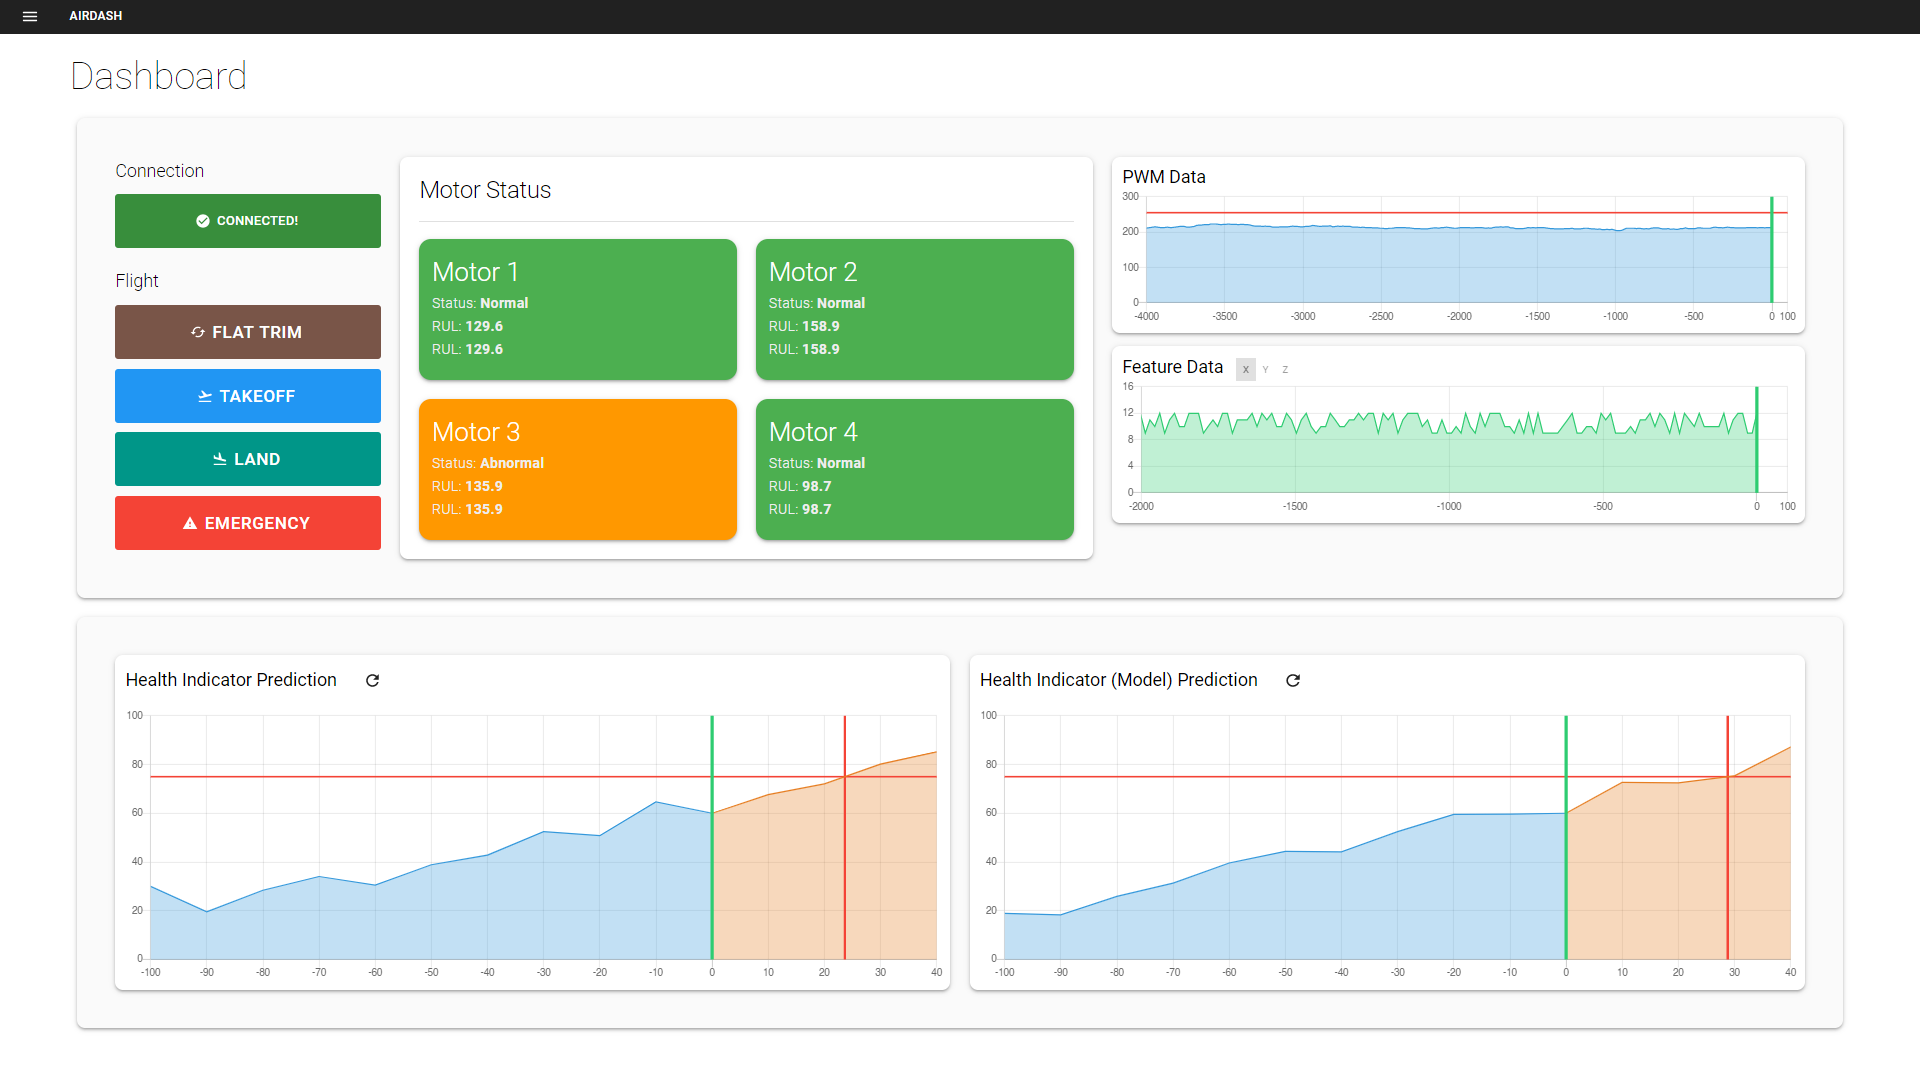 AIRDASH
Dashboard
Connection
CONNECTED!
Flight
FLAT TRIM
TAKEOFF
LAND
EMERGENCY
Motor Status
Motor 1
Status: Normal
RUL: 129.6
RUL: 129.6
Motor 2
Status: Normal
RUL: 158.9
RUL: 158.9
Motor 3
Status: Abnormal
RUL: 135.9
RUL: 135.9
Motor 4
Status: Normal
RUL: 98.7
RUL: 98.7
PWM Data
300
200
100
0
-4000 -3500 -3000 -2500 -2000 -1500 -1000 -500 0 100
Feature Data X Y Z
16
12
8
4
0
-2000 -1500 -1000 -500 0 100
Health Indicator Prediction
100
80
60
40
20
0
-100 -90 -80 -70 -60 -50 -40 -30 -20 -10 0 10 20 30 40
Health Indicator (Model) Prediction
100
80
60
40
20
0
-100 -90 -80 -70 -60 -50 -40 -30 -20 -10 0 10 20 30 40